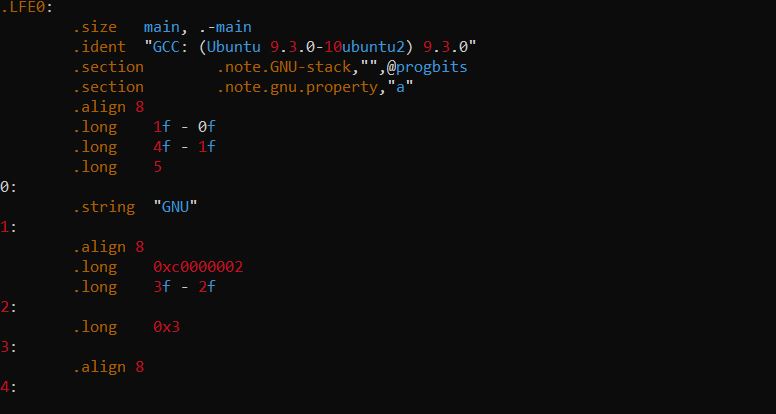 .LFE0:
.size main, .-main
.ident "GCC: (Ubuntu 9.3.0-10ubuntu2) 9.3.0"
.section .note.GNU-stack,"",@progbits
.section .note.gnu.property,"a"
.align 8
.long 1f - 0f
.long 4f - 1f
.long 5
0:
.string "GNU"
1:
.align 8
.long 0xc0000002
.long 3f - 2f
2:
.long 0x3
3:
.align 8
4: